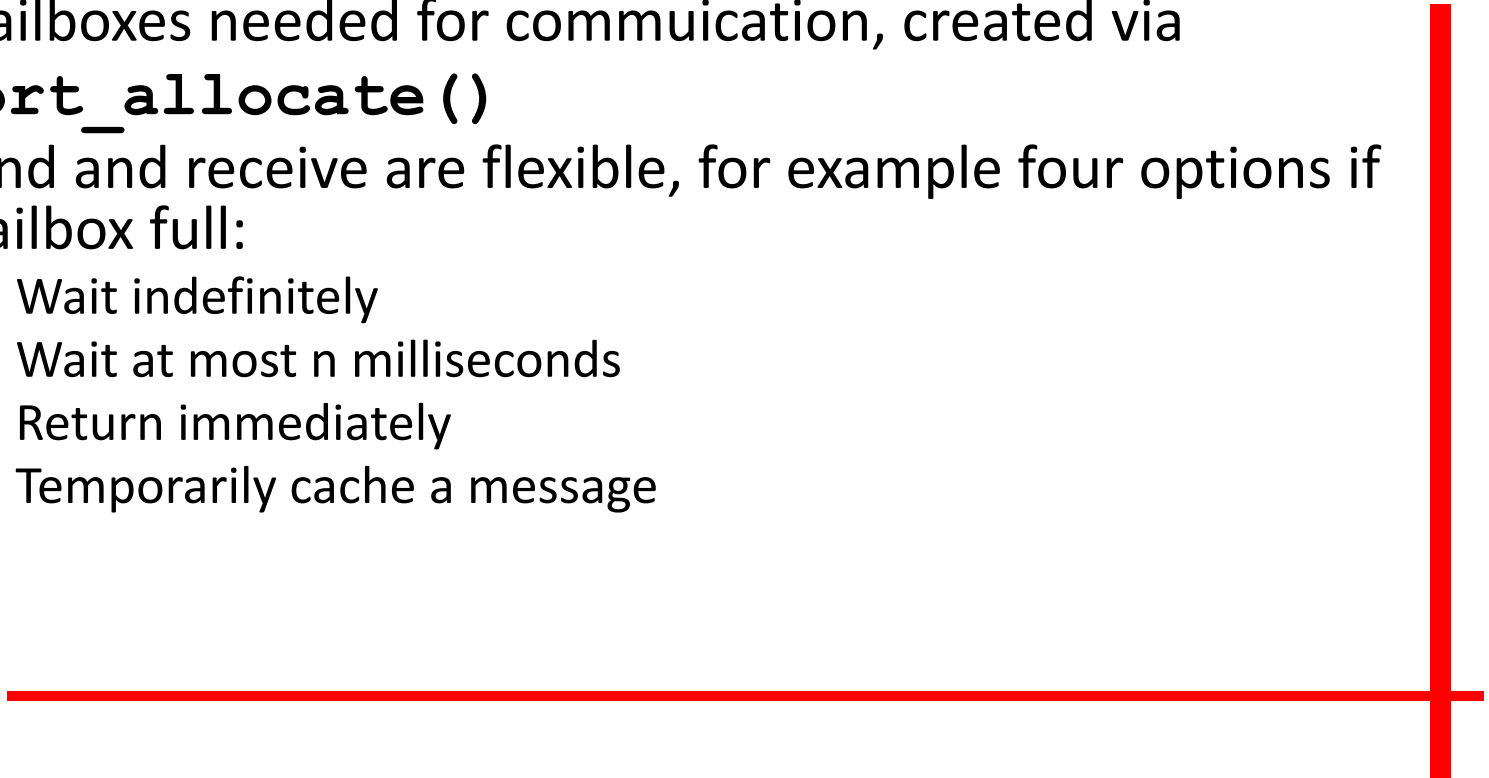 ailboxes needed for commuication, created via
ort_allocate()
nd and receive are flexible, for example four options if
ailbox full:
Wait indefinitely
Wait at most n milliseconds
Return immediately
Temporarily cache a message